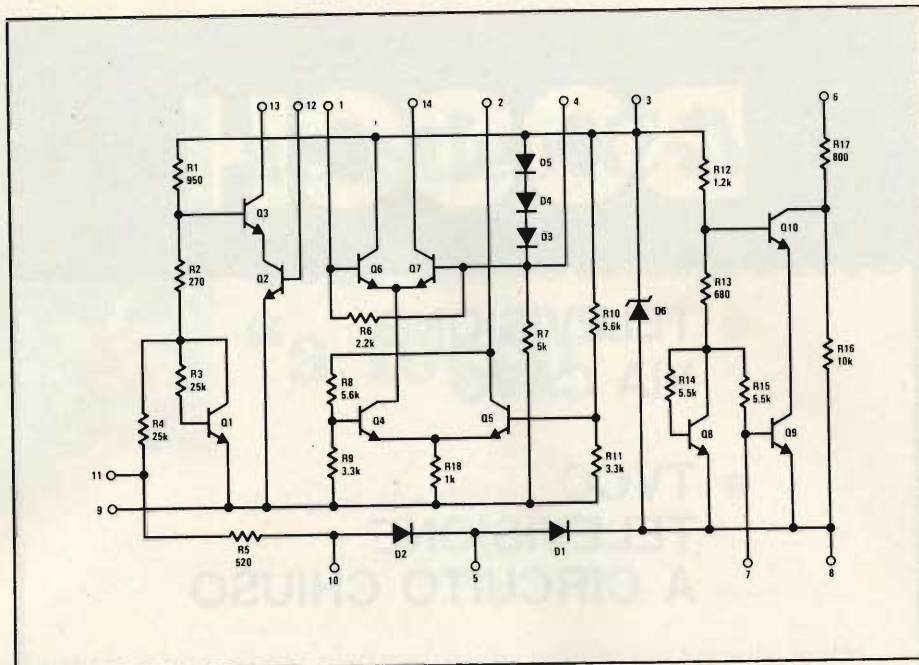 13 12 1 14 2 4 3 6
R1
950
R2
270
R3
25k
R4
25k
Q3
Q2
Q1
Q6
Q7
R6
2.2k
D5
D4
D3
R7
5k
R10
5.6k
R8
5.6k
Q4
Q5
R9
3.3k
R18
1k
R11
3.3k
D6
R12
1.2k
R13
680
R14
5.5k
R15
5.5k
Q8
Q9
Q10
R17
800
R16
10k
11
9
R5
520
D2
D1
10 5 7 8